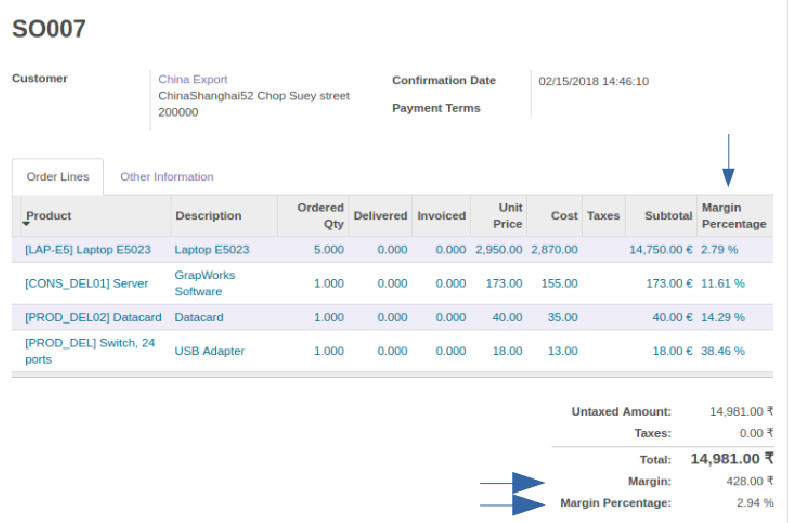 SO007
Customer
China Export
ChinaShanghai52 Chop Suey street
200000
Confirmation Date 02/15/2018 14:46:10
Payment Terms
Order Lines Other Information
Product Description Ordered Qty Delivered Invoiced Unit Price Cost Taxes Subtotal Margin Percentage
[LAP-E5] Laptop E5023 Laptop E5023 5.000 0.000 0.000 2,950.00 2,870.00 14,750.00 € 2.79 %
[CONS_DEL01] Server GrapWorks Software 1.000 0.000 0.000 173.00 155.00 173.00 € 11.61 %
[PROD_DEL02] Datacard Datacard 1.000 0.000 0.000 40.00 35.00 40.00 € 14.29 %
[PROD_DEL] Switch, 24 ports USB Adapter 1.000 0.000 0.000 18.00 13.00 18.00 € 38.46 %
Untaxed Amount: 14,981.00 ₹
Taxes: 0.00 ₹
Total: 14,981.00 ₹
Margin: 428.00 ₹
Margin Percentage: 2.94 %